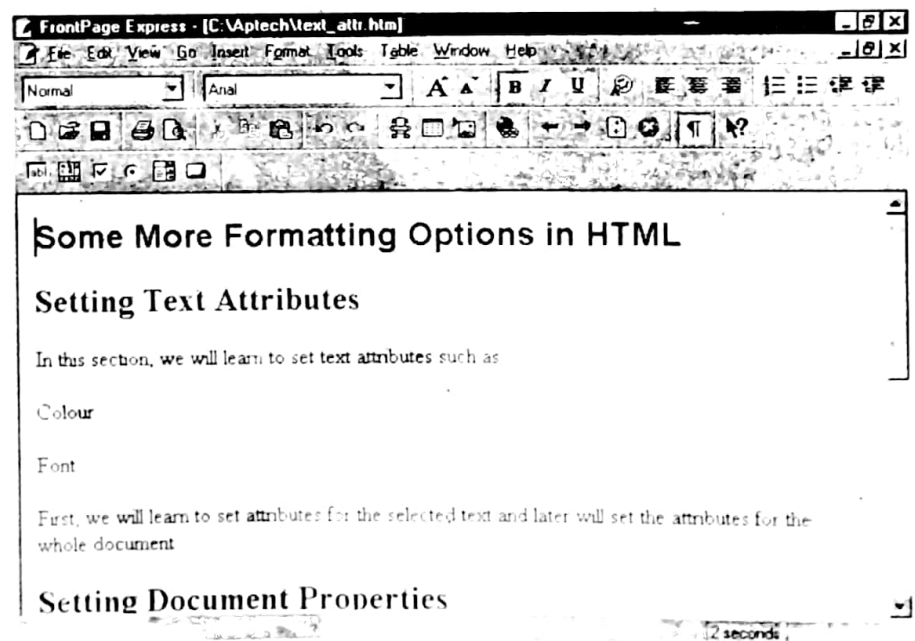 FrontPage Express - [C:\Aptech\text_attr.htm]
File Edit View Go Insert Format Tools Table Window Help
Normal Arial A A B I U
abl
Some More Formatting Options in HTML
Setting Text Attributes
In this section, we will learn to set text attributes such as
Colour
Font
First, we will learn to set attributes for the selected text and later will set the attributes for the
whole document
Setting Document Properties
2 seconds